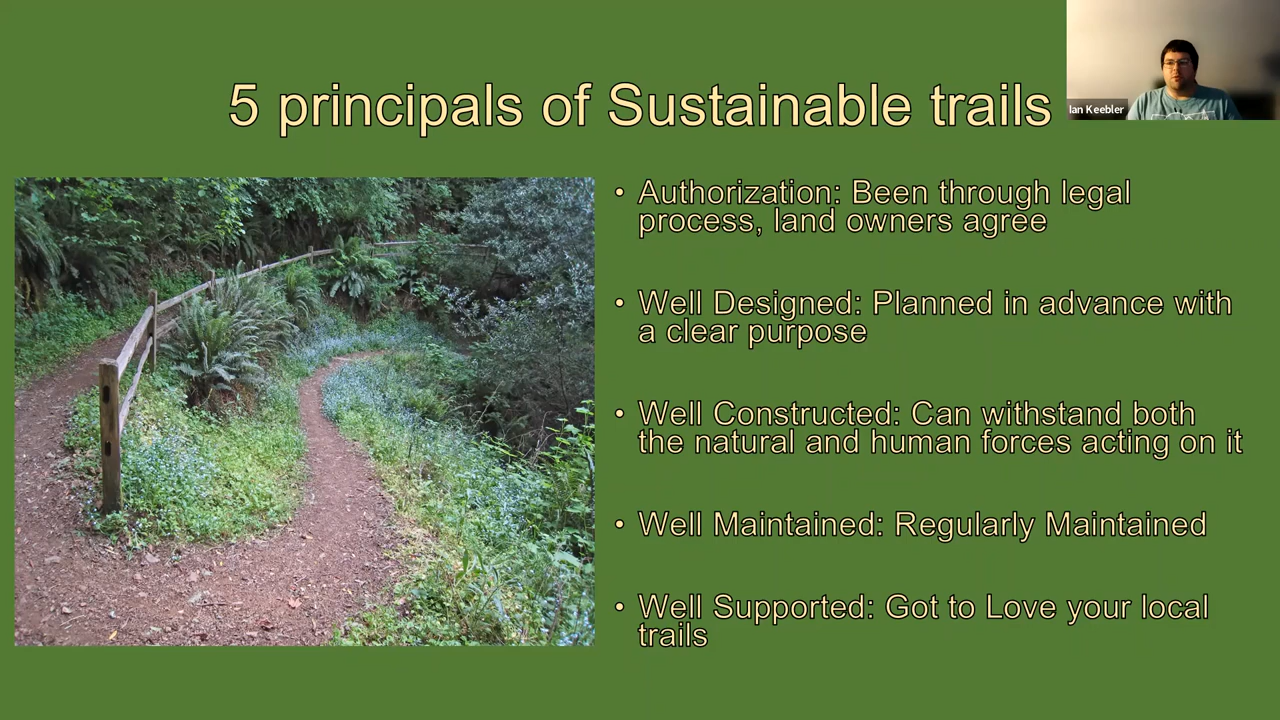 5 principals of Sustainable trails
Ian Keebler
• Authorization: Been through legal
process, land owners agree
• Well Designed: Planned in advance with
a clear purpose
• Well Constructed: Can withstand both
the natural and human forces acting on it
• Well Maintained: Regularly Maintained
• Well Supported: Got to Love your local
trails